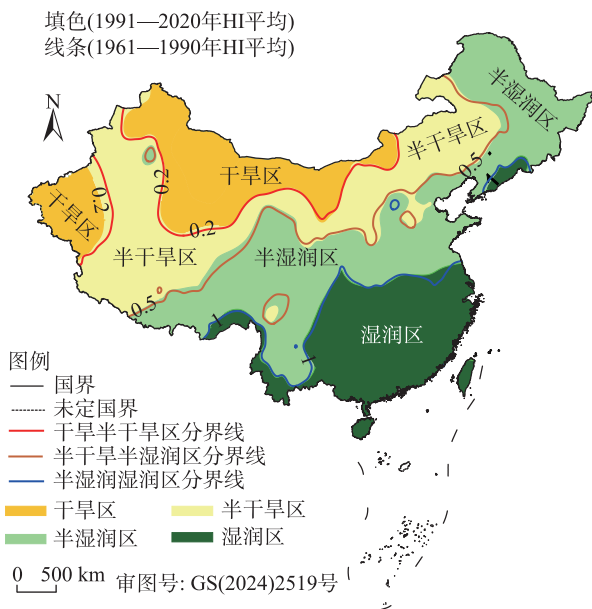 填色(1991—2020年HI平均)
线条(1961—1990年HI平均)
N
半湿润区
半干旱区
0.5
干旱区
0.2
0.2
干旱区
0.2
1
半干旱区
半湿润区
0.5
1
湿润区
1
图例
国界
未定国界
干旱半干旱区分界线
半干旱半湿润区分界线
半湿润湿润区分界线
干旱区 半干旱区
半湿润区 湿润区
0 500 km 审图号: GS(2024)2519号